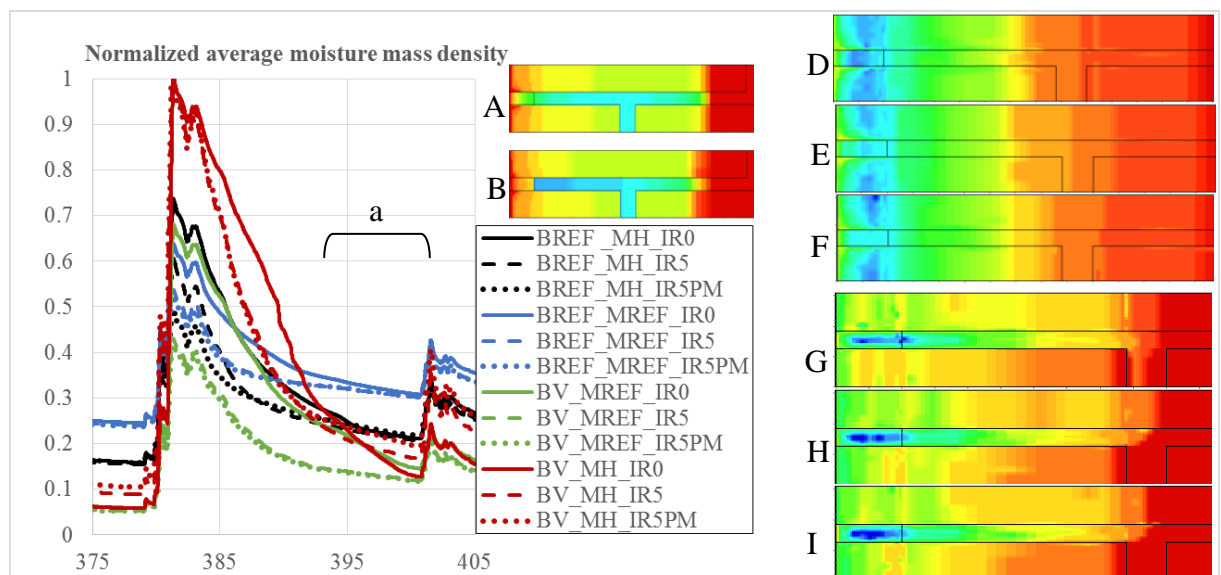 Normalized average moisture mass density
1
0.9
0.8
0.7
0.6
0.5
0.4
0.3
0.2
0.1
0
375
385
395
405
a
BREF _MH_IR0
BREF_MH_IR5
BREF_MH_IR5PM
BREF_MREF_IR0
BREF_MREF_IR5
BREF_MREF_IR5PM
BV_MREF_IR0
BV_MREF_IR5
BV_MREF_IR5PM
BV_MH_IR0
BV_MH_IR5
BV_MH_IR5PM
A
B
D
E
F
G
H
I